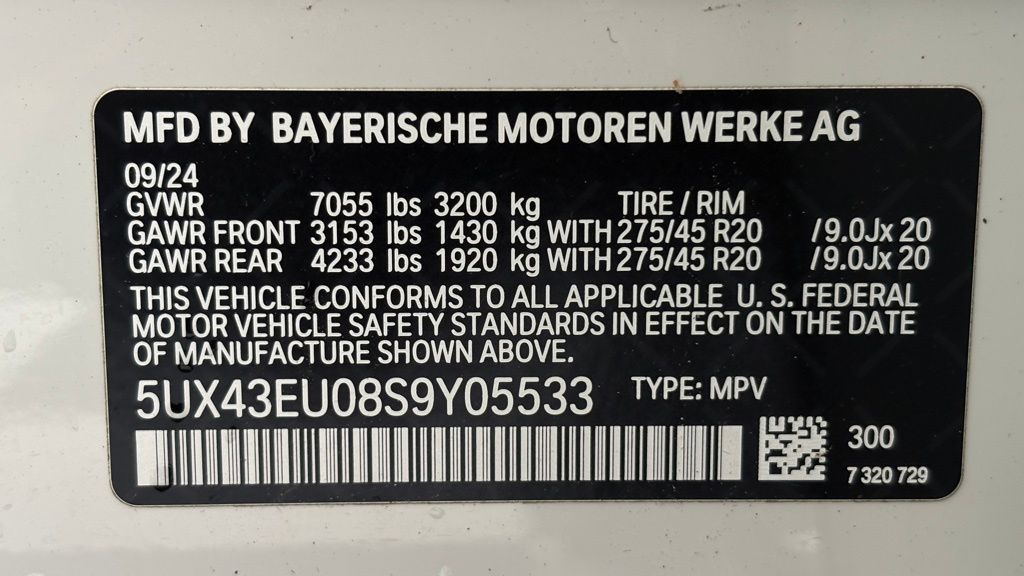 MFD BY BAYERISCHE MOTOREN WERKE AG
09/24
GVWR 7055 lbs 3200 kg TIRE / RIM
GAWR FRONT 3153 lbs 1430 kg WITH 275/45 R20 /9.0Jx 20
GAWR REAR 4233 lbs 1920 kg WITH 275/45 R20 /9.0Jx 20
THIS VEHICLE CONFORMS TO ALL APPLICABLE U. S. FEDERAL
MOTOR VEHICLE SAFETY STANDARDS IN EFFECT ON THE DATE
OF MANUFACTURE SHOWN ABOVE.
5UX43EU08S9Y05533 TYPE: MPV
300
7 320 729